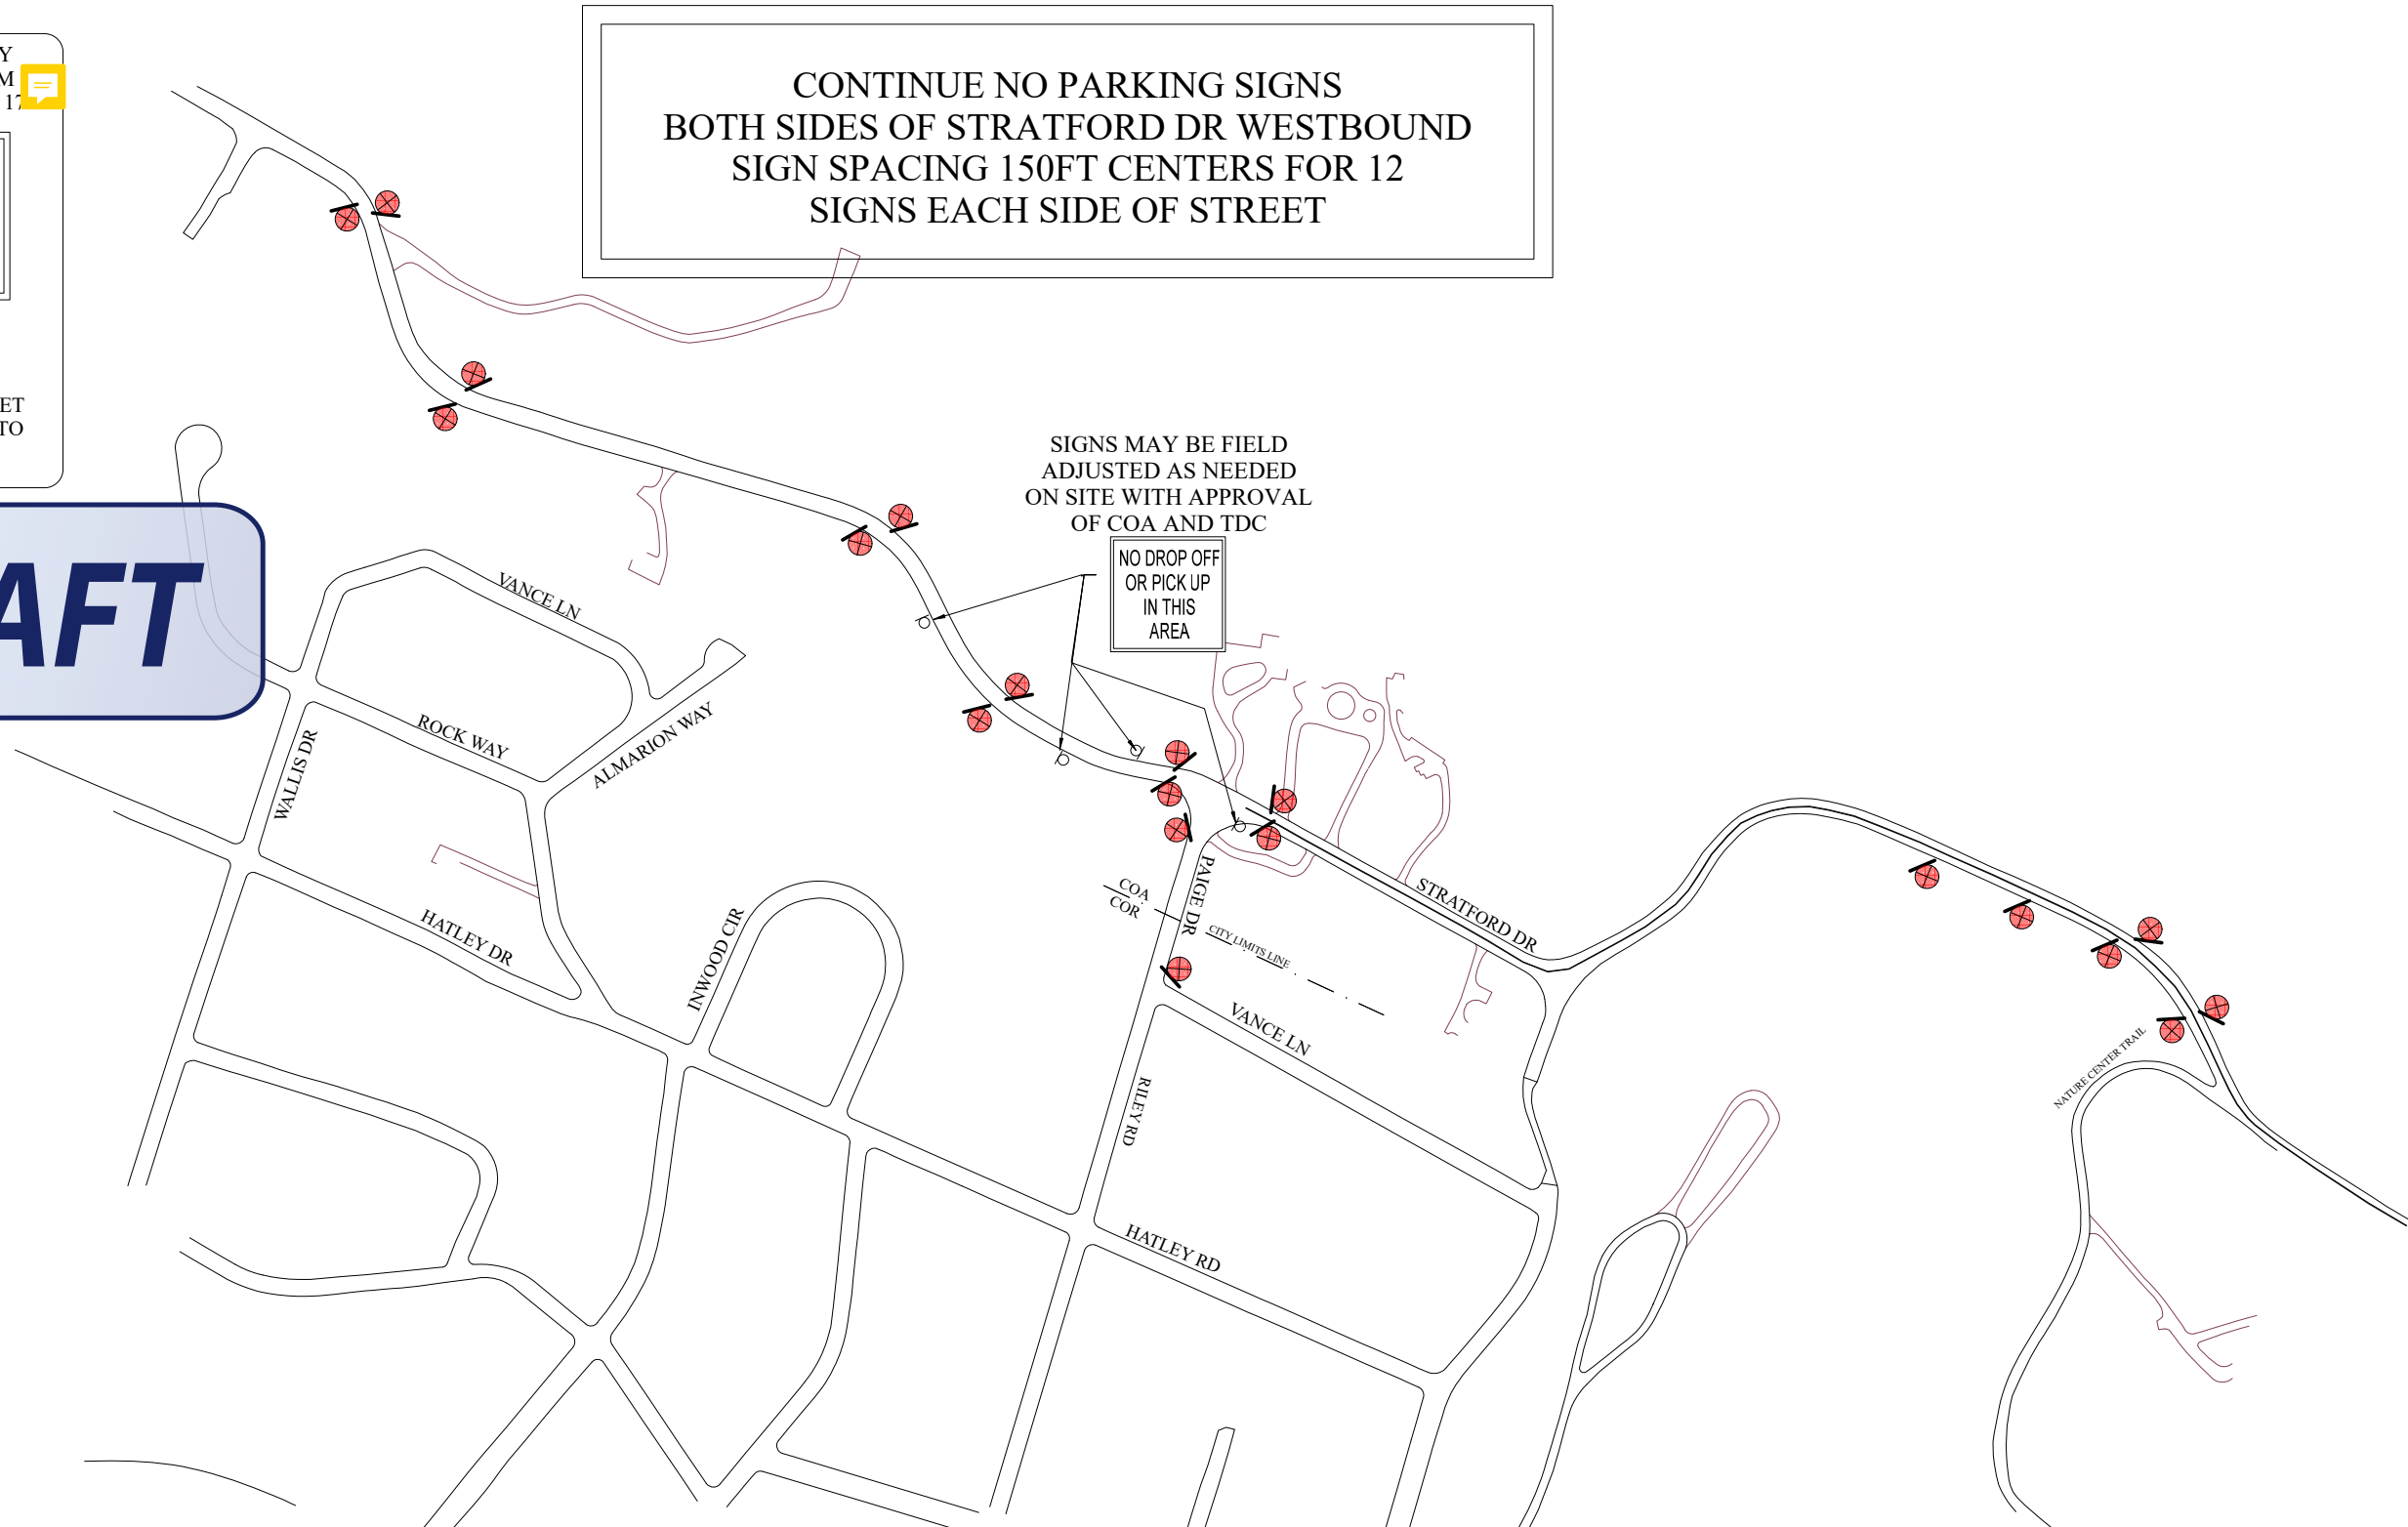 Y
M
17
CONTINUE NO PARKING SIGNS
BOTH SIDES OF STRATFORD DR WESTBOUND
SIGN SPACING 150FT CENTERS FOR 12
SIGNS EACH SIDE OF STREET
ET
TO
SIGNS MAY BE FIELD
ADJUSTED AS NEEDED
ON SITE WITH APPROVAL
OF COA AND TDC
NO DROP OFF
OR PICK UP
IN THIS
AREA
AFT
VANCE LN
ROCK WAY
ALMARION WAY
WALLIS DR
HATLEY DR
INWOOD CIR
PAIGE DR
COA
COR
CITY LIMITS LINE
STRATFORD DR
VANCE LN
RILEY RD
HATLEY RD
NATURE CENTER TRAIL